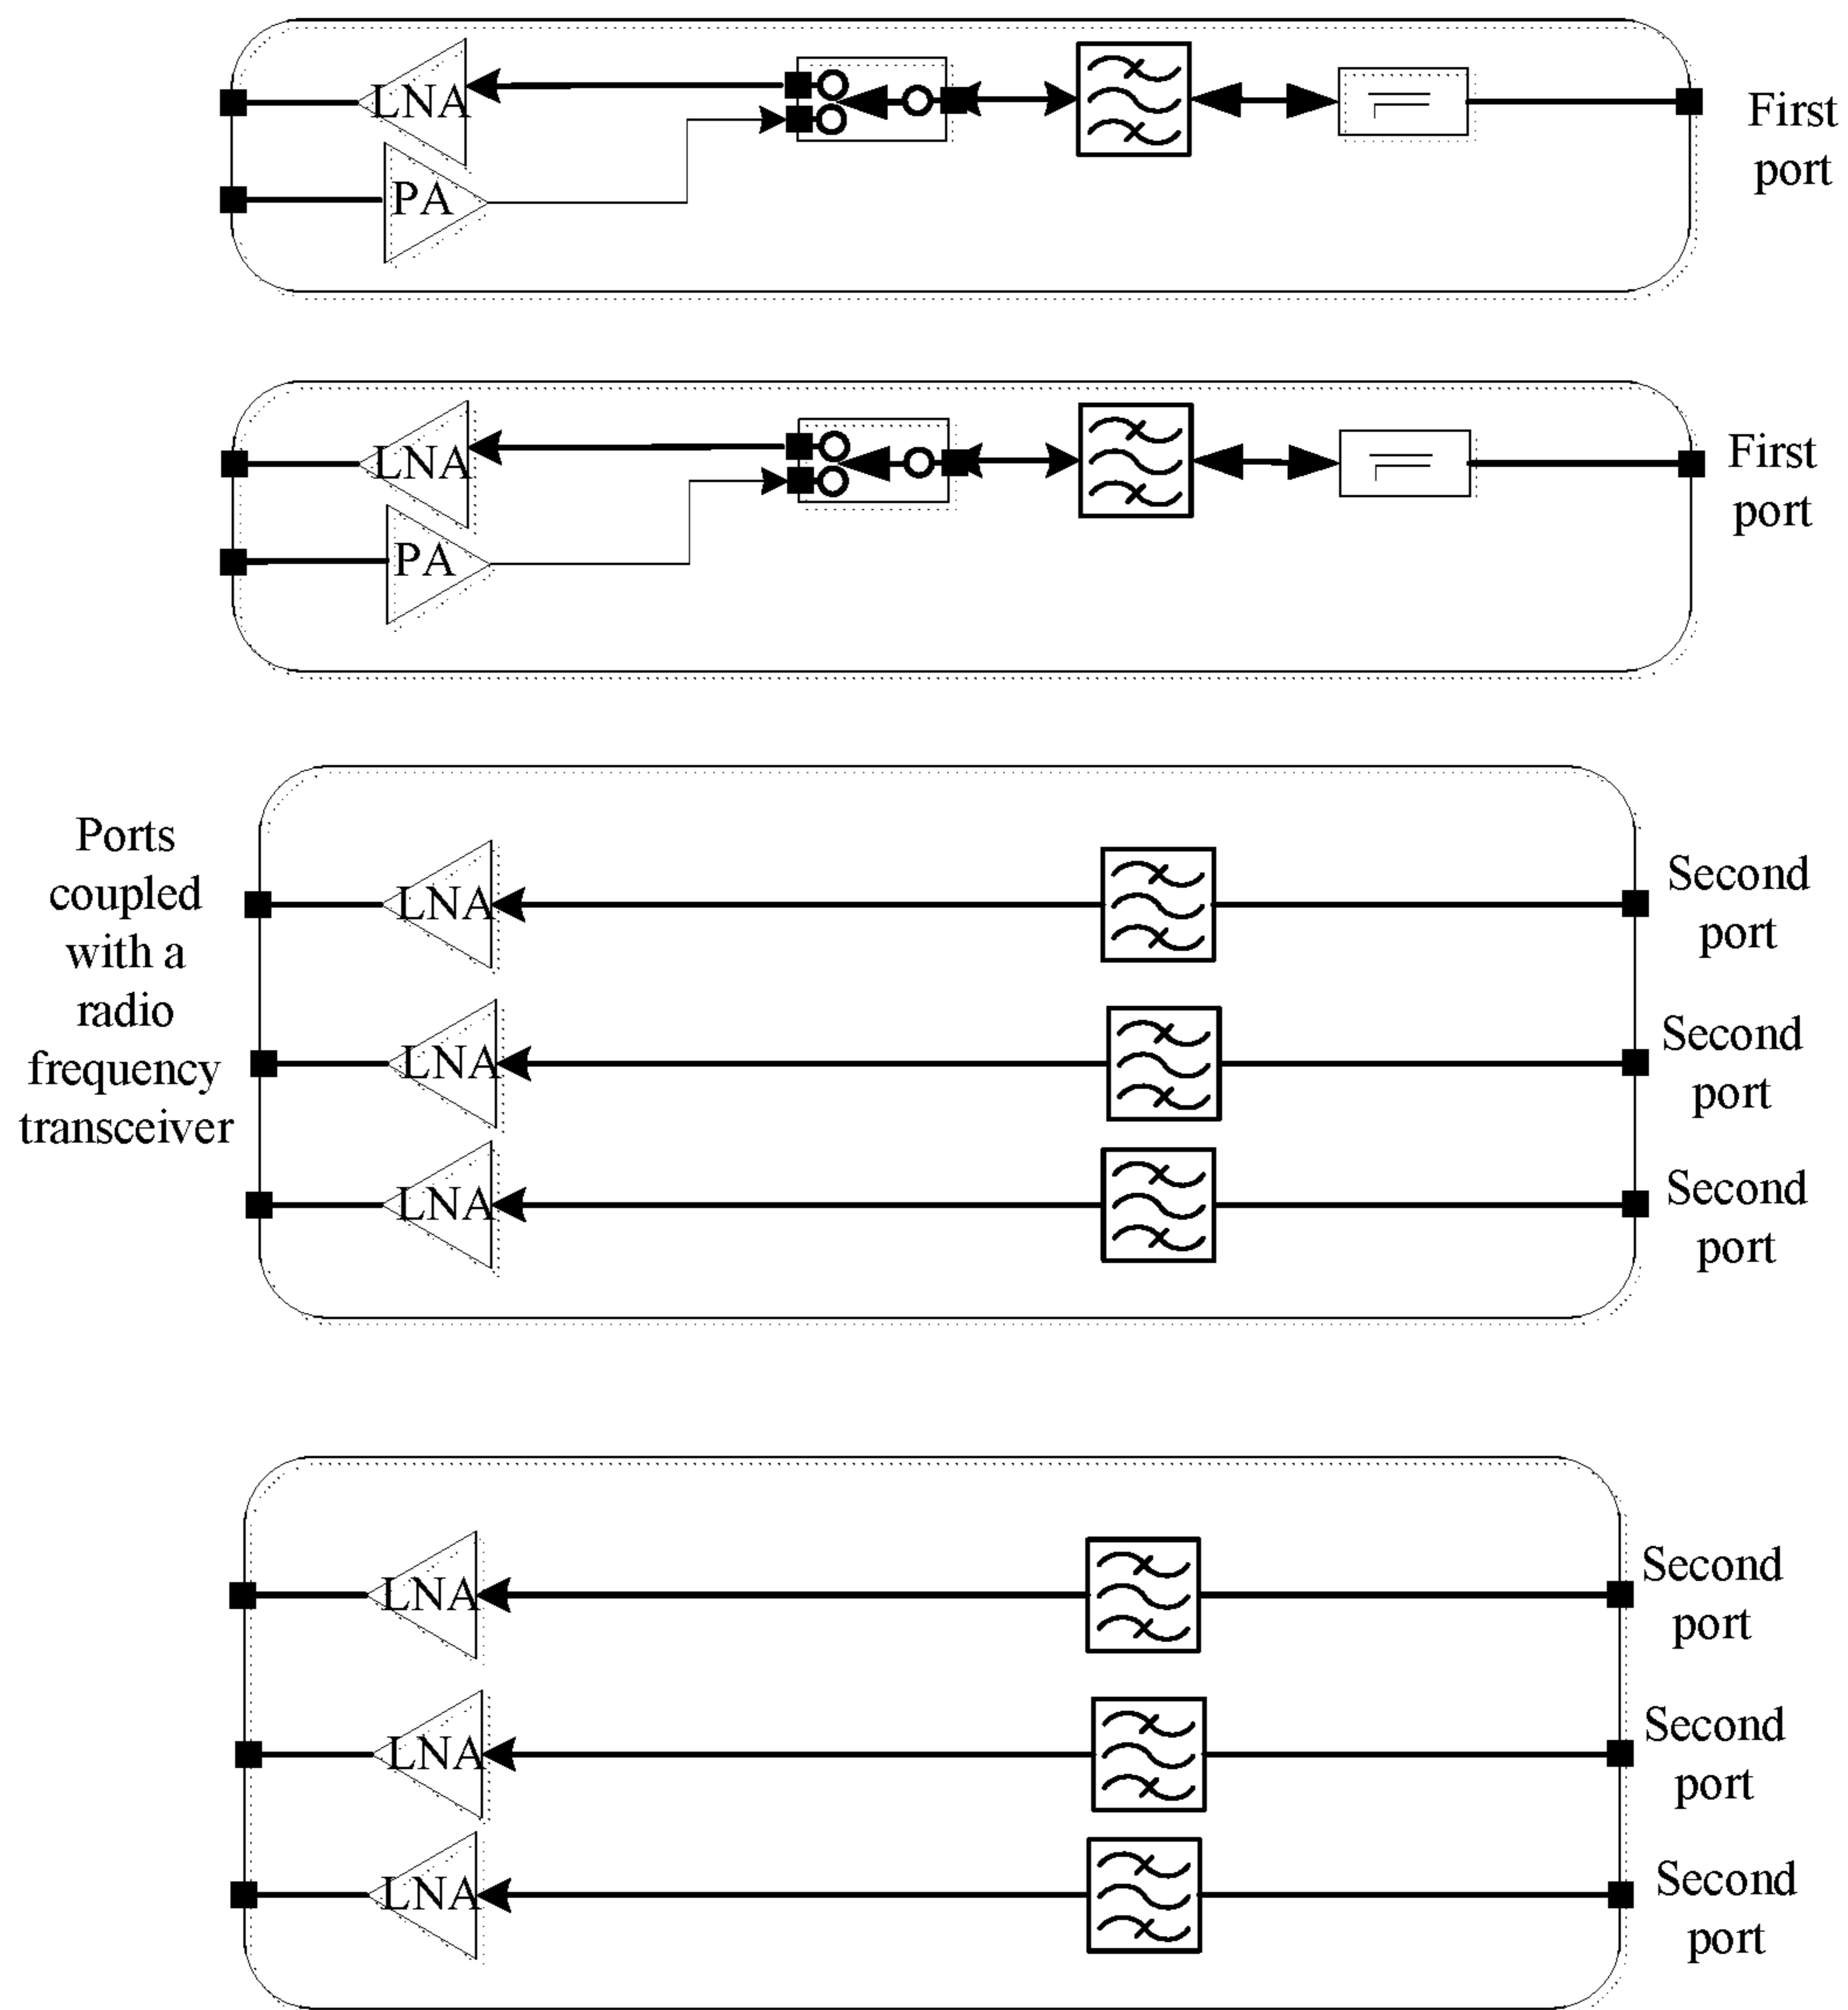 LNA
PA
First
port
LNA
PA
First
port
Ports
coupled
with a
radio
frequency
transceiver
LNA
Second
port
LNA
Second
port
LNA
Second
port
LNA
Second
port
LNA
Second
port
LNA
Second
port